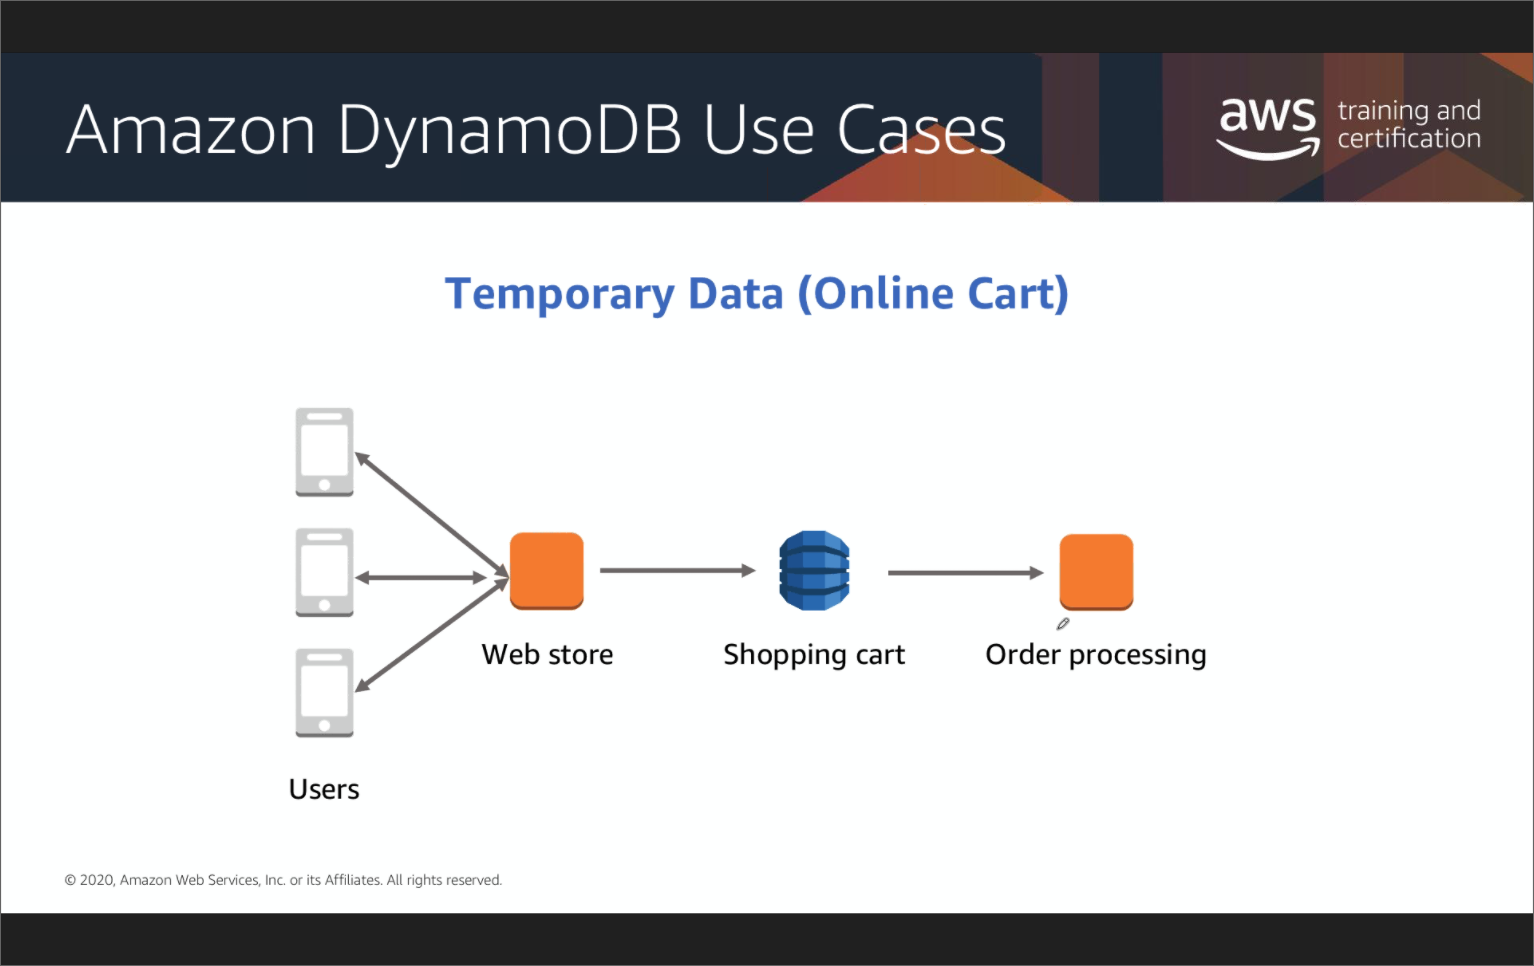 Amazon DynamoDB Use Cases
aws
training and
certification
Temporary Data (Online Cart)
Web store
Shopping cart
Order processing
Users
© 2020, Amazon Web Services, Inc. or its Affiliates. All rights reserved.